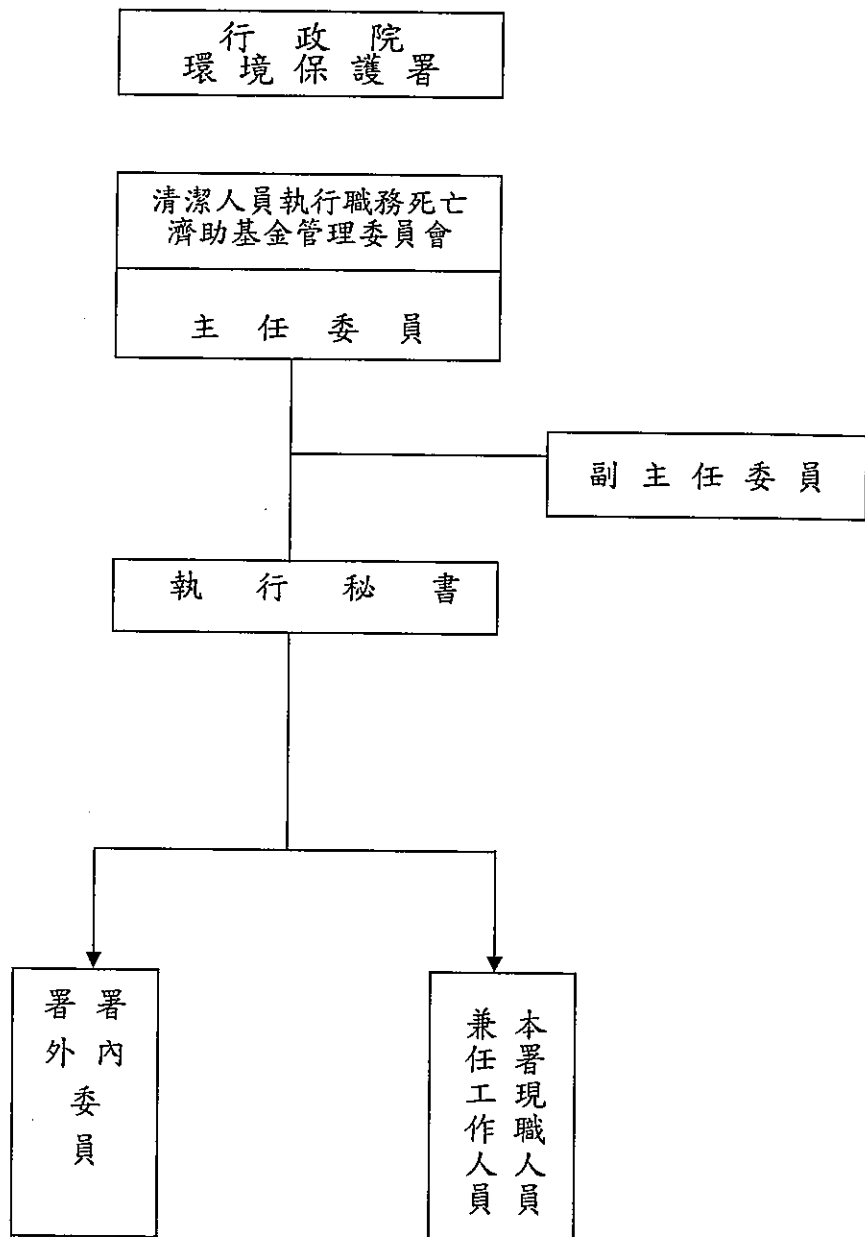 行政院
環境保護署
清潔人員執行職務死亡
濟助基金管理委員會
主任委員
副主任委員
執行秘書
署內
署外
委員
本署現職人員
兼任工作人員